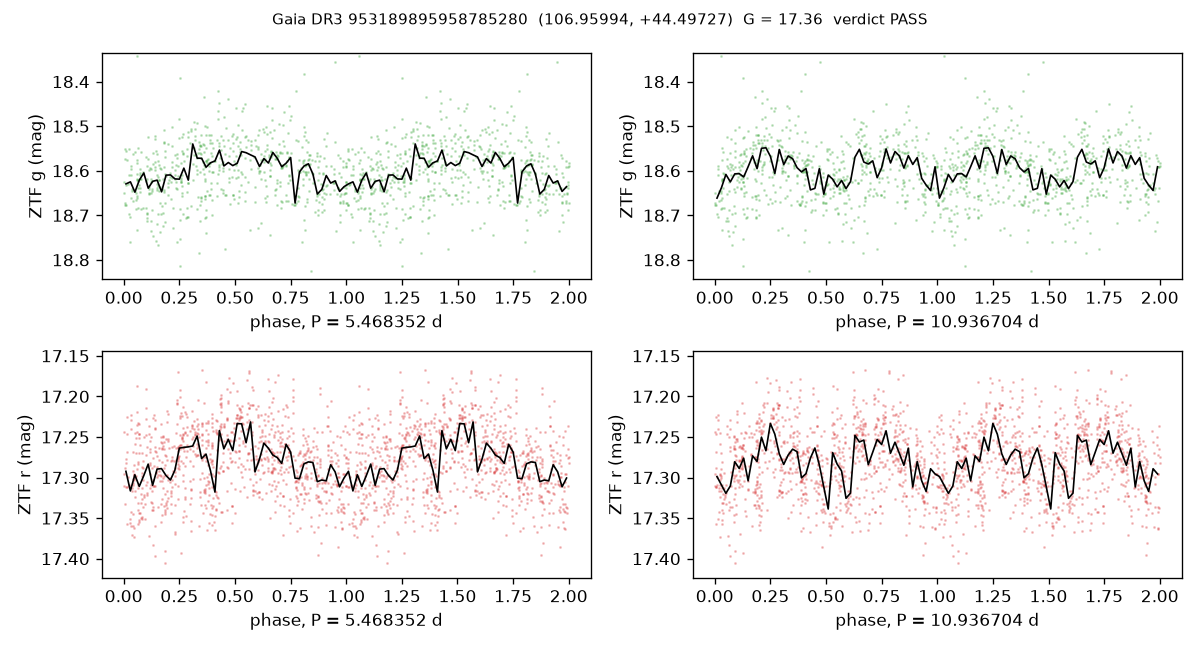 Gaia DR3 953189895958785280  (106.95994, +44.49727)  G = 17.36  verdict PASS
ZTF g (mag)
18.4
18.5
18.6
18.7
18.8
0.00 0.25 0.50 0.75 1.00 1.25 1.50 1.75 2.00
phase, P = 5.468352 d
ZTF g (mag)
18.4
18.5
18.6
18.7
18.8
0.00 0.25 0.50 0.75 1.00 1.25 1.50 1.75 2.00
phase, P = 10.936704 d
ZTF r (mag)
17.15
17.20
17.25
17.30
17.35
17.40
0.00 0.25 0.50 0.75 1.00 1.25 1.50 1.75 2.00
phase, P = 5.468352 d
ZTF r (mag)
17.15
17.20
17.25
17.30
17.35
17.40
0.00 0.25 0.50 0.75 1.00 1.25 1.50 1.75 2.00
phase, P = 10.936704 d